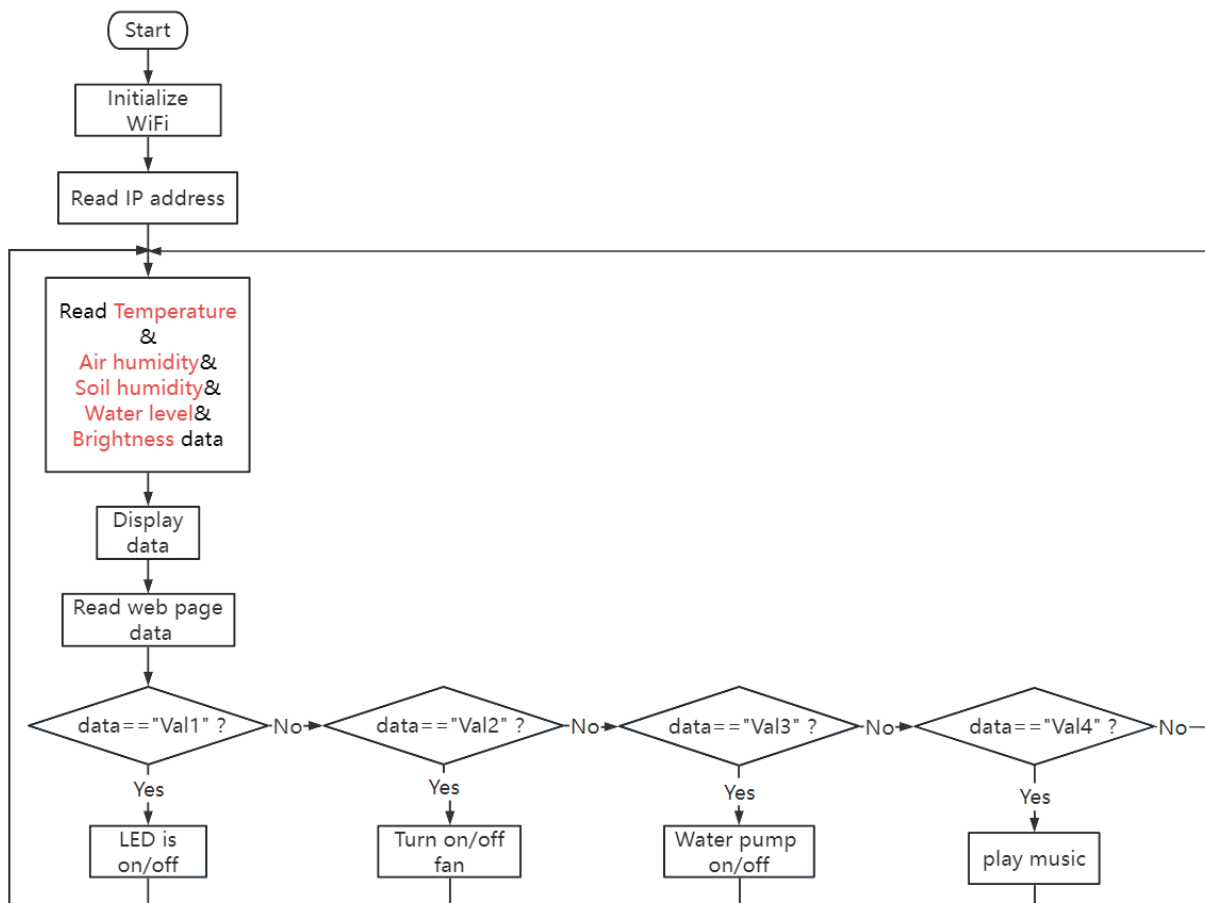 Start
Initialize
WiFi
Read IP address
Read Temperature
&
Air humidity&
Soil humidity&
Water level&
Brightness data
Display
data
Read web page
data
data=="Val1" ?
No
data=="Val2" ?
No
data=="Val3" ?
No
data=="Val4" ?
No
Yes
Yes
Yes
Yes
LED is
on/off
Turn on/off
fan
Water pump
on/off
play music